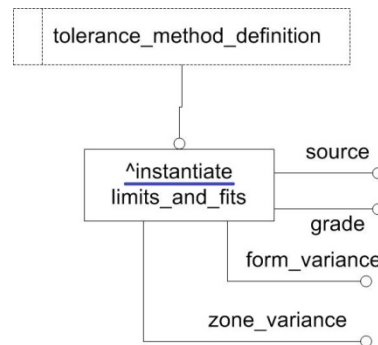 tolerance_method_definition
^instantiate
limits_and_fits
source
grade
form_variance
zone_variance